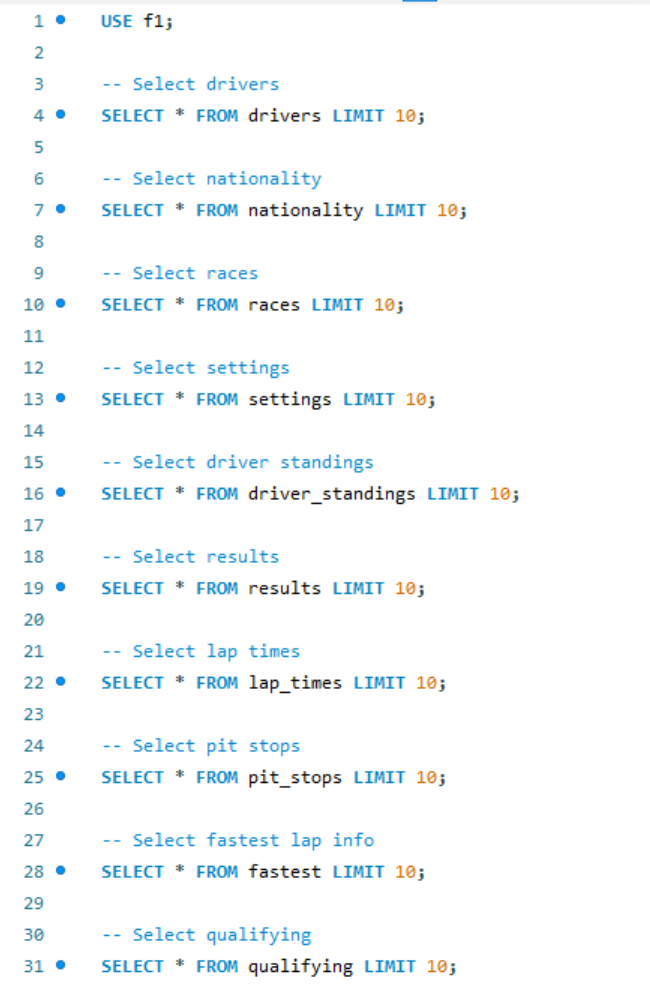 1 USE f1;
2
3 -- Select drivers
4 SELECT * FROM drivers LIMIT 10;
5
6 -- Select nationality
7 SELECT * FROM nationality LIMIT 10;
8
9 -- Select races
10 SELECT * FROM races LIMIT 10;
11
12 -- Select settings
13 SELECT * FROM settings LIMIT 10;
14
15 -- Select driver standings
16 SELECT * FROM driver_standings LIMIT 10;
17
18 -- Select results
19 SELECT * FROM results LIMIT 10;
20
21 -- Select lap times
22 SELECT * FROM lap_times LIMIT 10;
23
24 -- Select pit stops
25 SELECT * FROM pit_stops LIMIT 10;
26
27 -- Select fastest lap info
28 SELECT * FROM fastest LIMIT 10;
29
30 -- Select qualifying
31 SELECT * FROM qualifying LIMIT 10;